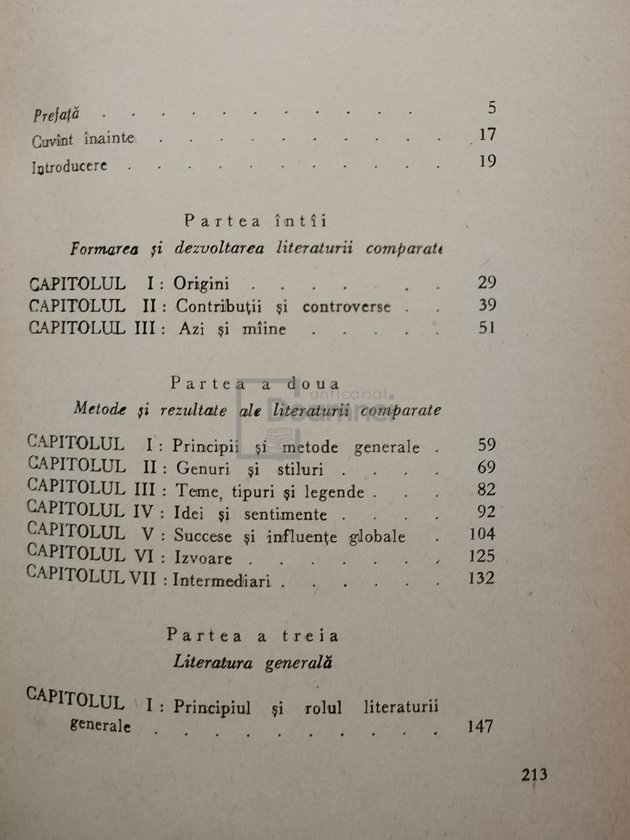 Prefață . . . . . . . . . . . 5
Cuvînt înainte . . . . . . . . . 17
Introducere . . . . . . . . . . 19
Partea întîi
Formarea și dezvoltarea literaturii comparate
CAPITOLUL I : Origini . . . . . 29
CAPITOLUL II : Contribuții și controverse . . 39
CAPITOLUL III : Azi și mîine . . . . . 51
Partea a doua
anticariat
Doamnei
Metode și rezultate ale literaturii comparate
CAPITOLUL I : Principii și metode generale . 59
CAPITOLUL II : Genuri și stiluri . . . . 69
CAPITOLUL III : Teme, tipuri și legende . . . 82
CAPITOLUL IV : Idei și sentimente . . . . 92
CAPITOLUL V : Succese și influențe globale . 104
CAPITOLUL VI : Izvoare . . . . . . 125
CAPITOLUL VII : Intermediari . . . . . 132
Partea a treia
Literatura generală
CAPITOLUL I : Principiul și rolul literaturii
generale . . . . . . . . . 147
213